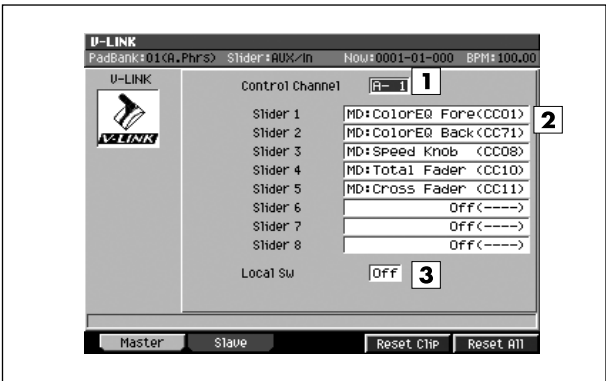 V-LINK
PadBank:01(A.Phrs) Slider:AUX/In Now:0001-01-000 BPM:100.00
V-LINK
V-LINK
Control Channel A- 1 1
Slider 1 MD:ColorEQ Fore(CC01) 2
Slider 2 MD:ColorEQ Back(CC71)
Slider 3 MD:Speed Knob (CC08)
Slider 4 MD:Total Fader (CC10)
Slider 5 MD:Cross Fader (CC11)
Slider 6 Off(----)
Slider 7 Off(----)
Slider 8 Off(----)
Local Sw Off 3
Master Slave Reset Clip Reset All